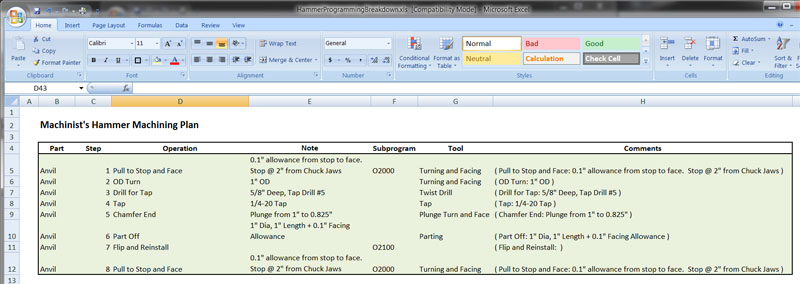 HammerProgrammingBreakdown.xls [Compatibility Mode] - Microsoft Excel
Home Insert Page Layout Formulas Data Review View
Cut
Copy
Format Painter
Paste
Clipboard
Calibri 11
B I U
Font
Wrap Text
Merge & Center
Alignment
General
$ % ,
Number
Conditional Formatting
Format as Table
Normal Bad Good
Neutral Calculation Check Cell
Styles
Insert Delete Format
Cells
AutoSum
Fill
Clear
Sort & Filter
D43 fx
A B C D E F G H
1
2 Machinist's Hammer Machining Plan
3
4 Part Step Operation Note Subprogram Tool Comments
0.1" allowance from stop to face.
5 Anvil 1 Pull to Stop and Face Stop @ 2" from Chuck Jaws O2000 Turning and Facing ( Pull to Stop and Face: 0.1" allowance from stop to face. Stop @ 2" from Chuck Jaws )
6 Anvil 2 OD Turn 1" OD Turning and Facing ( OD Turn: 1" OD )
7 Anvil 3 Drill for Tap 5/8" Deep, Tap Drill #5 Twist Drill ( Drill for Tap: 5/8" Deep, Tap Drill #5 )
8 Anvil 4 Tap 1/4-20 Tap Tap ( Tap: 1/4-20 Tap )
9 Anvil 5 Chamfer End Plunge from 1" to 0.825" Plunge Turn and Face ( Chamfer End: Plunge from 1" to 0.825" )
1" Dia, 1" Length + 0.1" Facing
10 Anvil 6 Part Off Allowance Parting ( Part Off: 1" Dia, 1" Length + 0.1" Facing Allowance )
11 Anvil 7 Flip and Reinstall O2100 ( Flip and Reinstall: )
0.1" allowance from stop to face.
12 Anvil 8 Pull to Stop and Face Stop @ 2" from Chuck Jaws O2000 Turning and Facing ( Pull to Stop and Face: 0.1" allowance from stop to face. Stop @ 2" from Chuck Jaws )
13